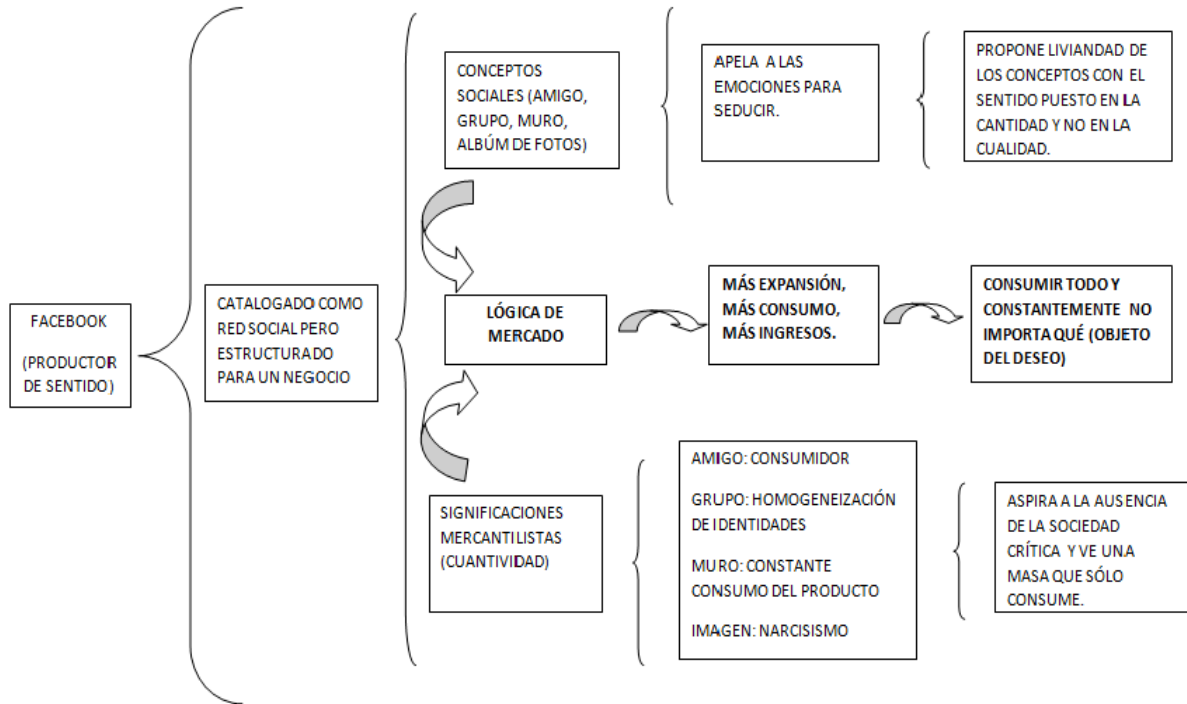 FACEBOOK
(PRODUCTOR
DE SENTIDO)
CATALOGADO COMO
RED SOCIAL PERO
ESTRUCTURADO
PARA UN NEGOCIO
CONCEPTOS
SOCIALES (AMIGO,
GRUPO, MURO,
ALBÚM DE FOTOS)
APELA A LAS
EMOCIONES PARA
SEDUCIR.
PROPONE LIVIANDAD DE
LOS CONCEPTOS CON EL
SENTIDO PUESTO EN LA
CANTIDAD Y NO EN LA
CUALIDAD.
LÓGICA DE
MERCADO
MÁS EXPANSIÓN,
MÁS CONSUMO,
MÁS INGRESOS.
CONSUMIR TODO Y
CONSTANTEMENTE NO
IMPORTA QUÉ (OBJETO
DEL DESEO)
SIGNIFICACIONES
MERCANTILISTAS
(CUANTIVIDAD)
AMIGO: CONSUMIDOR
GRUPO: HOMOGENEIZACIÓN
DE IDENTIDADES
MURO: CONSTANTE
CONSUMO DEL PRODUCTO
IMAGEN: NARCISISMO
ASPIRA A LA AUSENCIA
DE LA SOCIEDAD
CRÍTICA Y VE UNA
MASA QUE SÓLO
CONSUME.